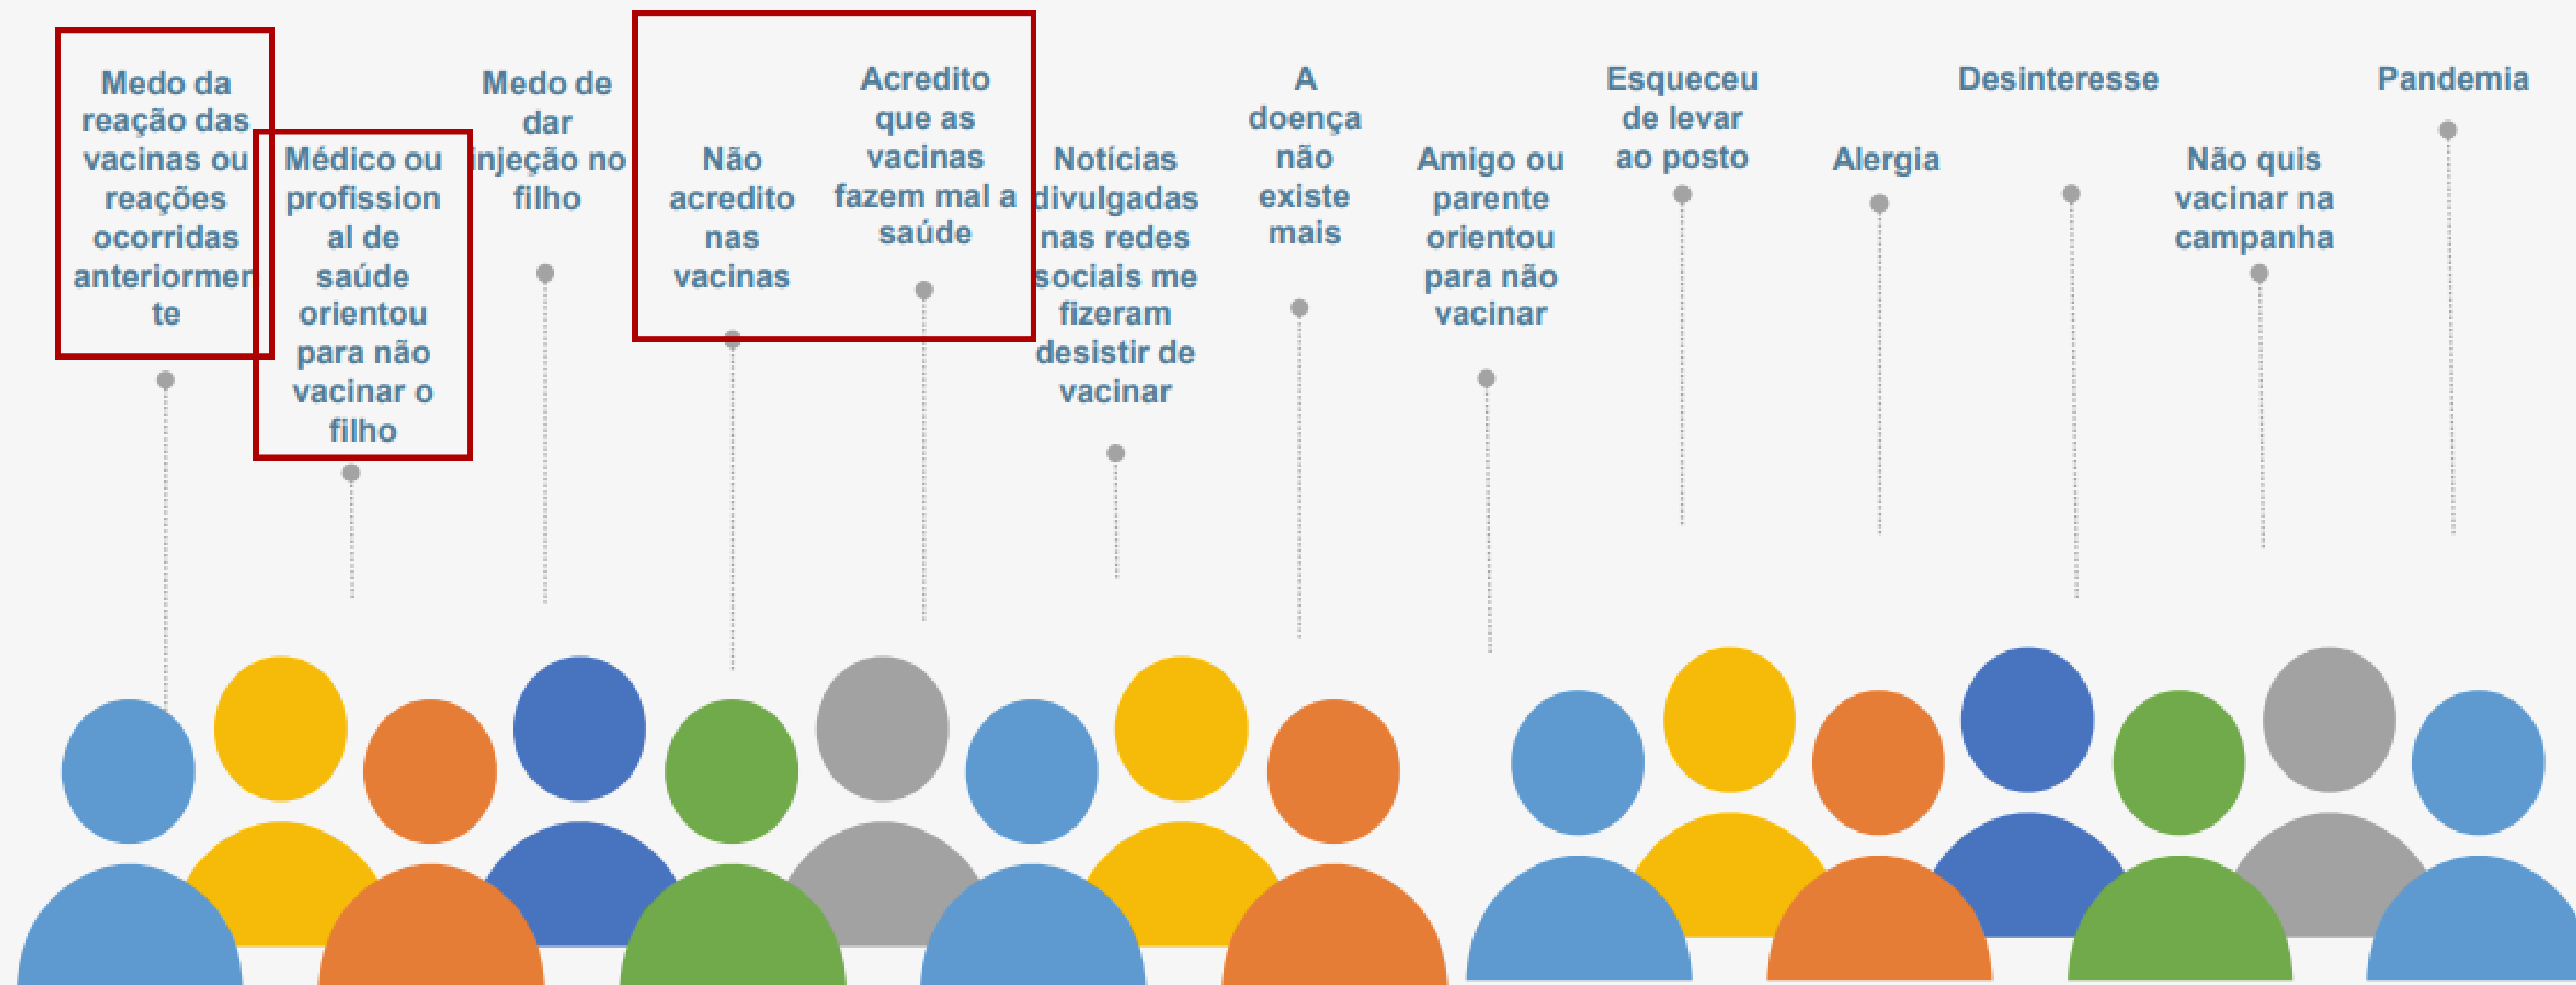 Medo da
reação das
vacinas ou
reações
ocorridas
anteriormen
te
Médico ou
profission
al de
saúde
orientou
para não
vacinar o
filho
Medo de
dar
injeção no
filho
Não
acredito
nas
vacinas
Acredito
que as
vacinas
fazem mal a
saúde
Notícias
divulgadas
nas redes
sociais me
fizeram
desistir de
vacinar
A
doença
não
existe
mais
Amigo ou
parente
orientou
para não
vacinar
Esqueceu
de levar
ao posto
Alergia
Desinteresse
Não quis
vacinar na
campanha
Pandemia